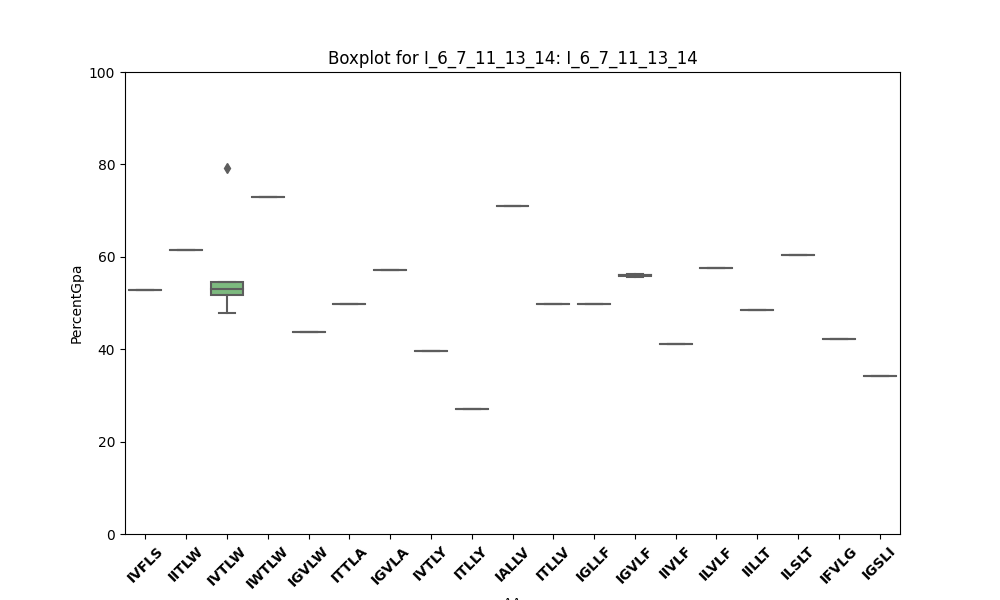 Boxplot for I_6_7_11_13_14: I_6_7_11_13_14
100
80
60
40
20
0
PercentGpa
IVFLS
IITLW
IVTLW
IWTLW
IGVLW
ITTLA
IGVLA
IVTLY
ITLLY
IALLV
ITLLV
IGLLF
IGVLF
IIVLF
ILVLF
IILLT
ILSLT
IFVLG
IGSLI